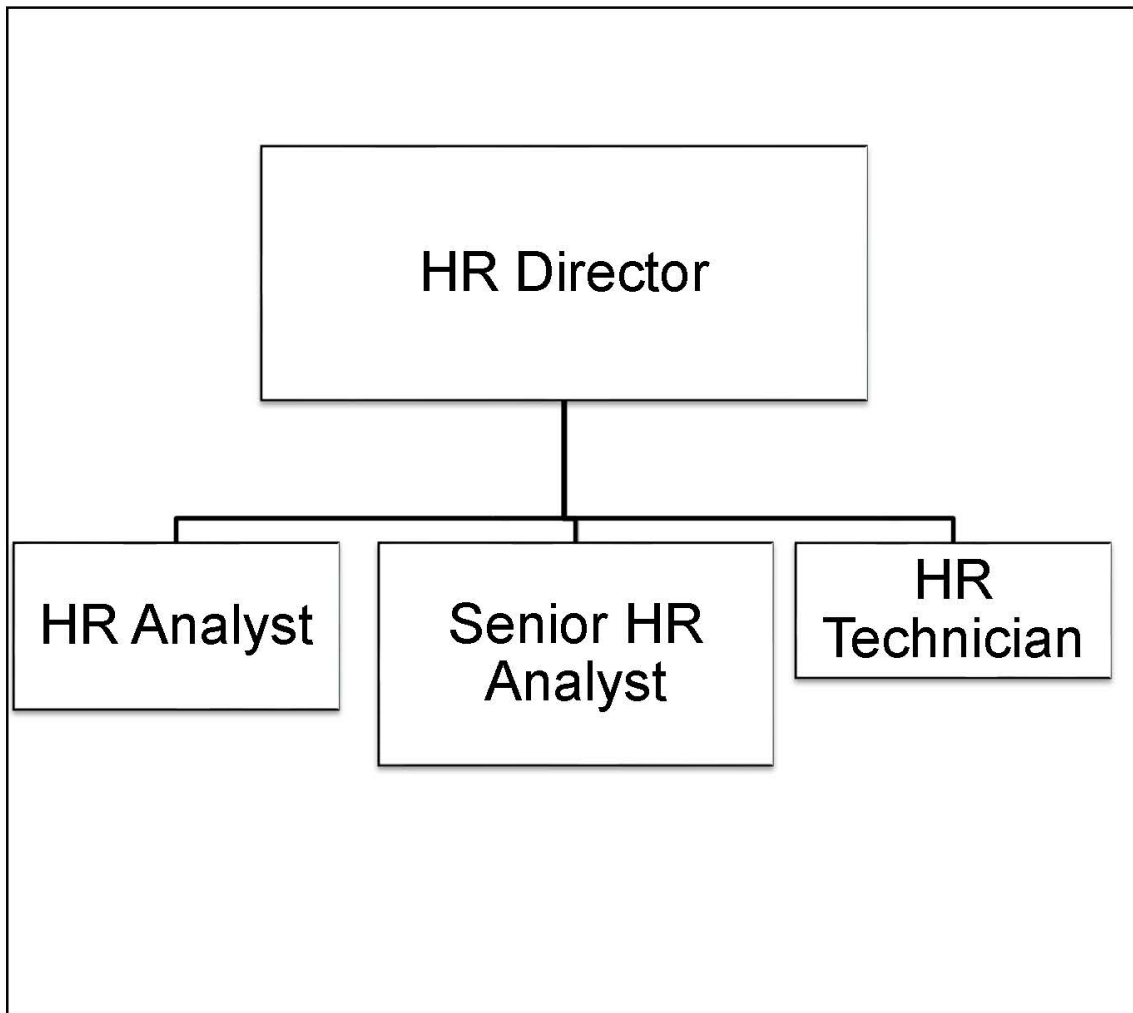 HR Director
HR Analyst
Senior HR
Analyst
HR
Technician